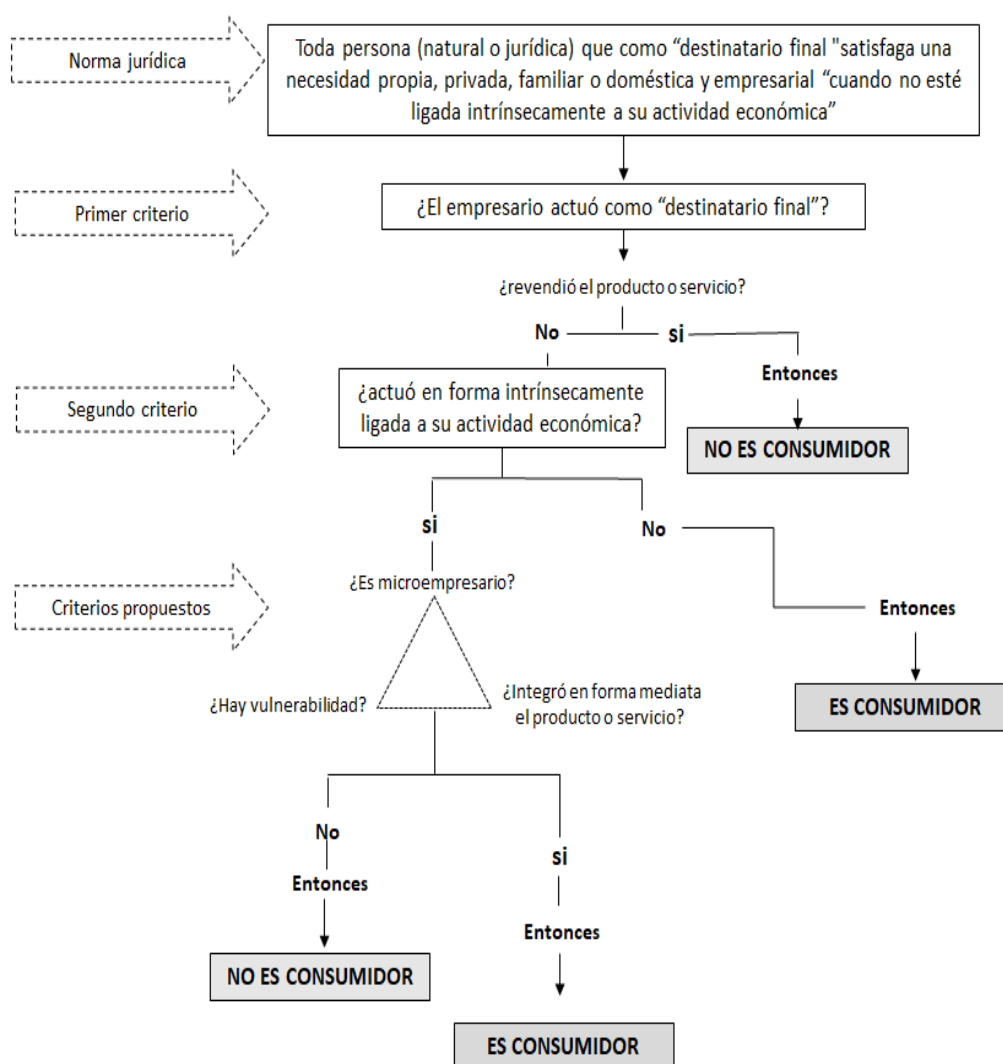 Norma jurídica
Toda persona (natural o jurídica) que como “destinatario final "satisfaga una
necesidad propia, privada, familiar o doméstica y empresarial “cuando no esté
ligada intrínsecamente a su actividad económica”
Primer criterio
¿El empresario actuó como “destinatario final”?
¿revendió el producto o servicio?
No
si
Entonces
NO ES CONSUMIDOR
Segundo criterio
¿actuó en forma intrínsecamente
ligada a su actividad económica?
si
No
Entonces
ES CONSUMIDOR
Criterios propuestos
¿Es microempresario?
¿Hay vulnerabilidad?
¿Integró en forma mediata
el producto o servicio?
No
Entonces
NO ES CONSUMIDOR
si
Entonces
ES CONSUMIDOR